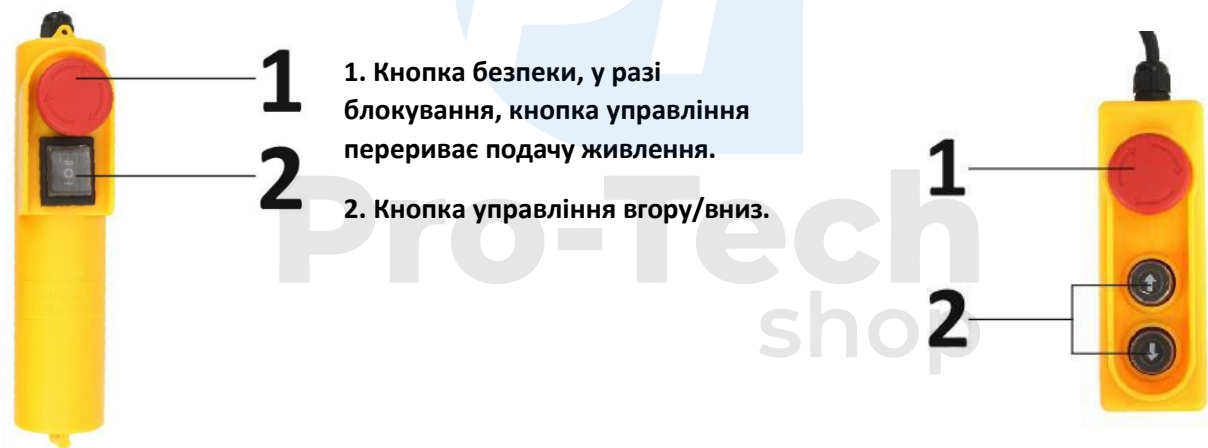 1
2
1. Кнопка безпеки, у разі
блокування, кнопка управління
перериває подачу живлення.
2. Кнопка управління вгору/вниз.
Pro-Tech
shop
1
2